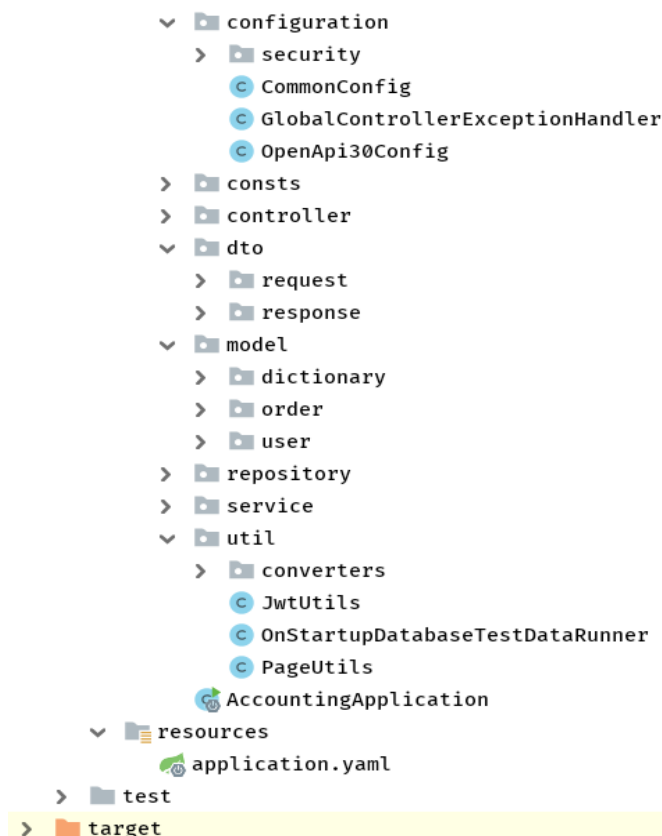 configuration
security
CommonConfig
GlobalControllerExceptionHandler
OpenApi30Config
consts
controller
dto
request
response
model
dictionary
order
user
repository
service
util
converters
JwtUtils
OnStartupDatabaseTestDataRunner
PageUtils
AccountingApplication
resources
application.yaml
test
target